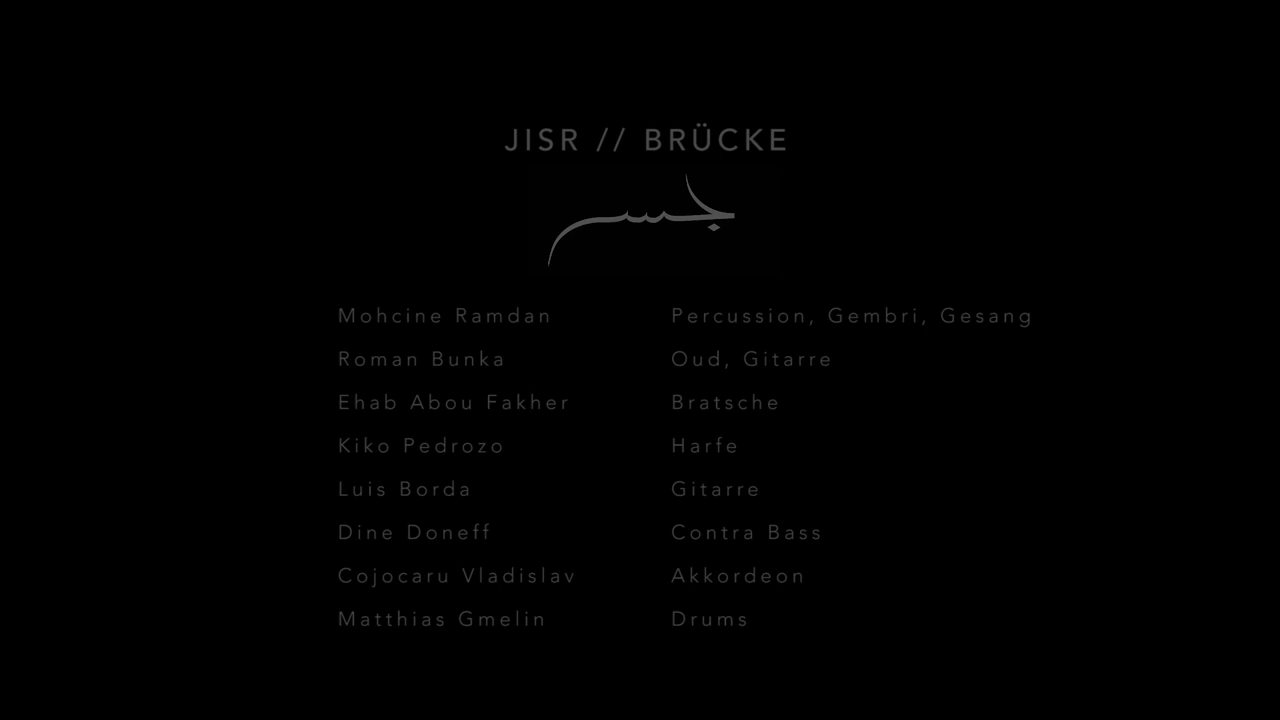 JISR // BRÜCKE
جسر
Mohcine Ramdan Percussion, Gembri, Gesang
Roman Bunka Oud, Gitarre
Ehab Abou Fakher Bratsche
Kiko Pedrozo Harfe
Luis Borda Gitarre
Dine Doneff Contra Bass
Cojocaru Vladislav Akkordeon
Matthias Gmelin Drums